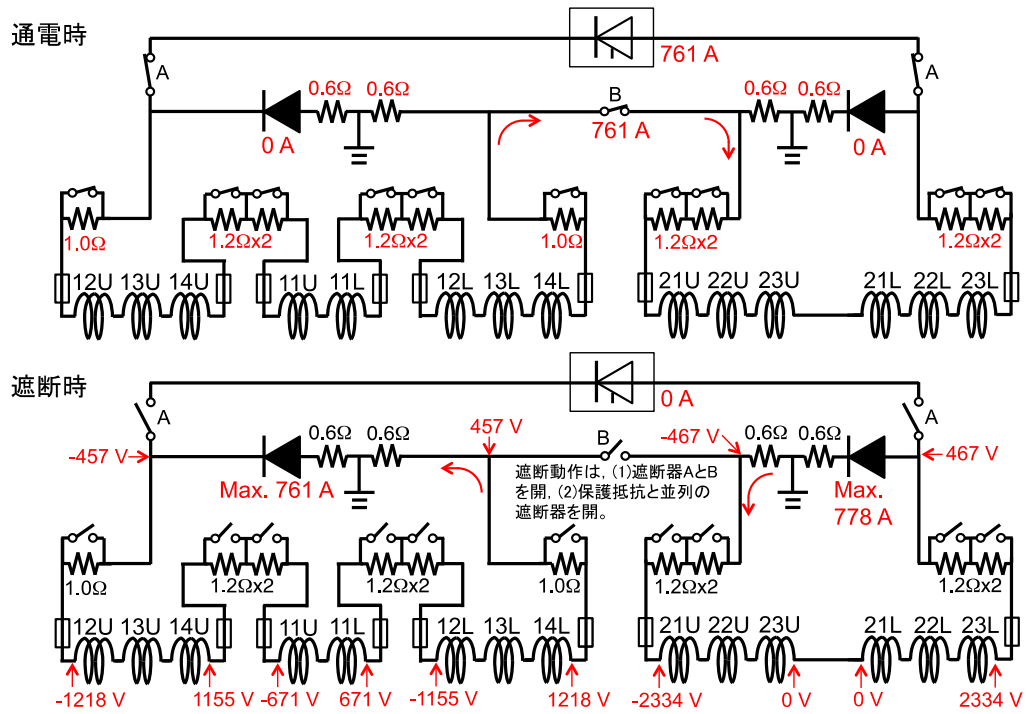 通電時
761 A
A
A
0.6Ω
0.6Ω
B
0.6Ω
0.6Ω
0 A
761 A
0 A
1.0Ω
1.2Ωx2
1.2Ωx2
1.0Ω
1.2Ωx2
1.2Ωx2
12U
13U
14U
11U
11L
12L
13L
14L
21U
22U
23U
21L
22L
23L
遮断時
0 A
A
A
-457 V
0.6Ω
0.6Ω
457 V
B
-467 V
0.6Ω
0.6Ω
467 V
Max. 761 A
遮断動作は, (1)遮断器AとB
を開, (2)保護抵抗と並列の
遮断器を開。
Max.
778 A
1.0Ω
1.2Ωx2
1.2Ωx2
1.0Ω
1.2Ωx2
1.2Ωx2
12U
13U
14U
11U
11L
12L
13L
14L
21U
22U
23U
21L
22L
23L
-1218 V
1155 V
-671 V
671 V
-1155 V
1218 V
-2334 V
0 V
0 V
2334 V